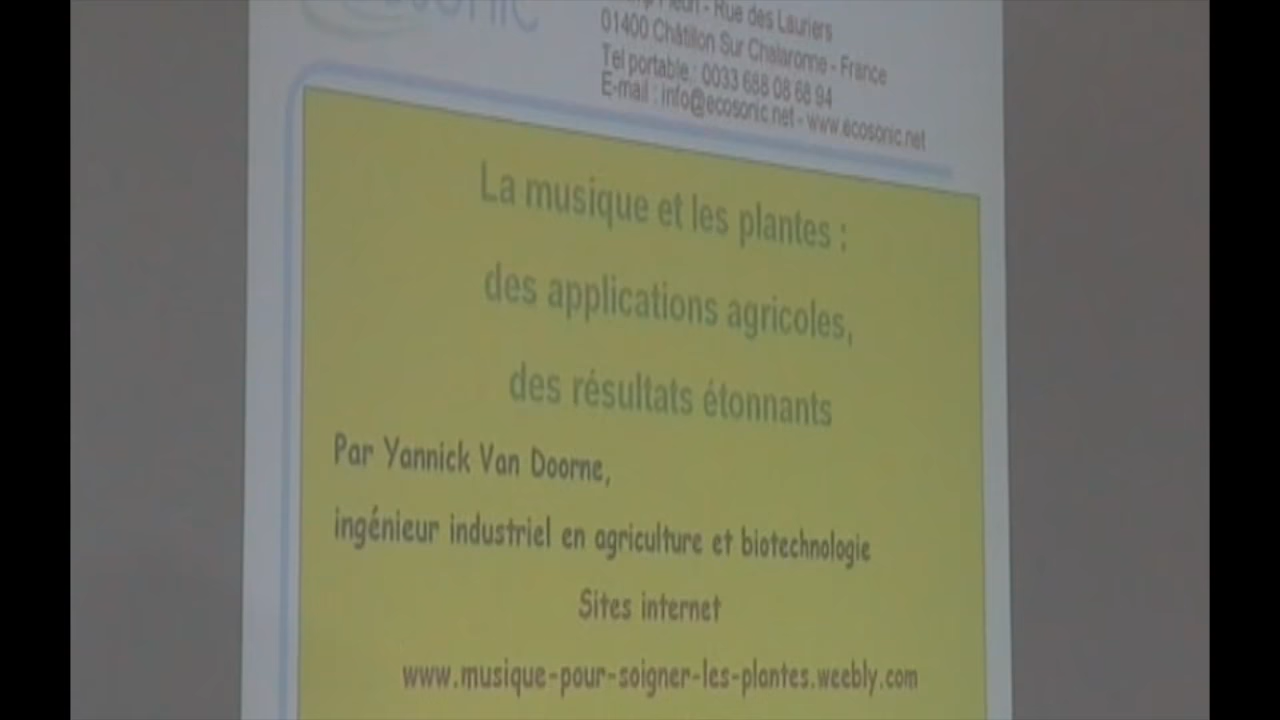 ecosonic
Rue des Lauriers
01400 Châtillon Sur Chalaronne - France
Tel portable : 0033 688 08 68 94
E-mail : info@ecosonic.net - www.ecosonic.net
La musique et les plantes :
des applications agricoles,
des résultats étonnants
Par Yannick Van Doorne,
ingénieur industriel en agriculture et biotechnologie
Sites internet
www.musique-pour-soigner-les-plantes.weebly.com